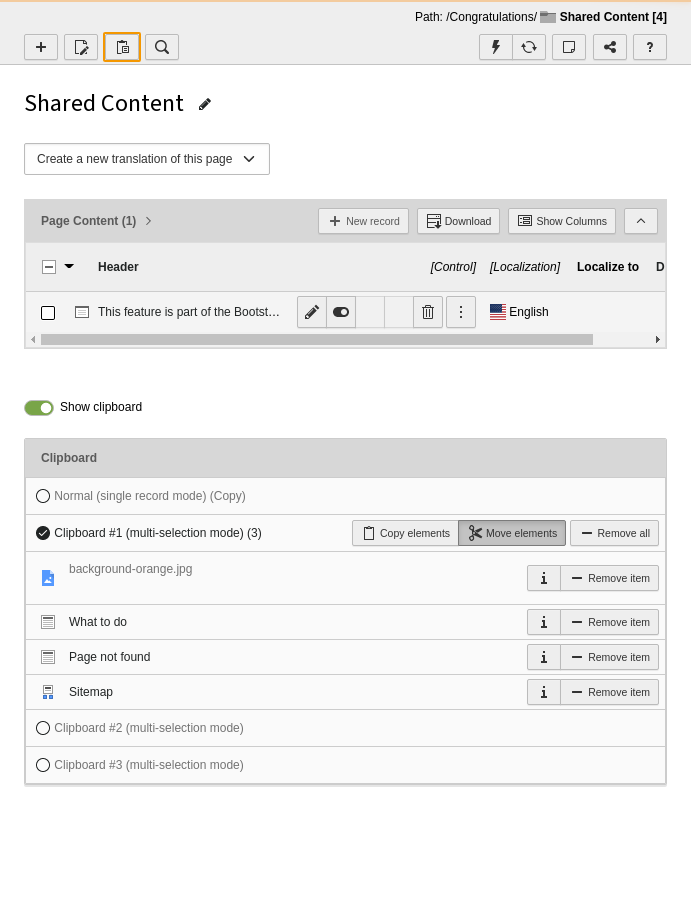 Path: /Congratulations/ Shared Content [4]
?
Shared Content
Create a new translation of this page
Page Content (1) New record Download Show Columns
Header [Control] [Localization] Localize to D
This feature is part of the Bootst… English
Show clipboard
Clipboard
Normal (single record mode) (Copy)
Clipboard #1 (multi-selection mode) (3) Copy elements Move elements Remove all
background-orange.jpg Remove item
What to do Remove item
Page not found Remove item
Sitemap Remove item
Clipboard #2 (multi-selection mode)
Clipboard #3 (multi-selection mode)